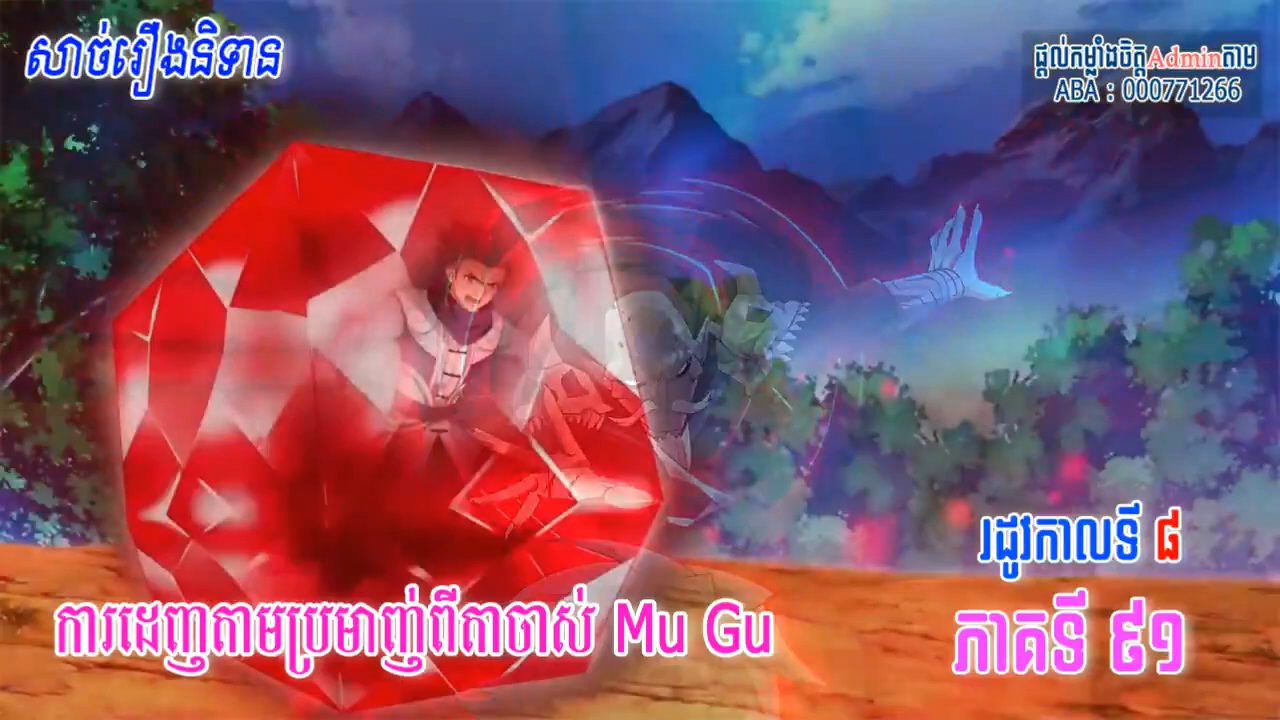 សាច់រឿងនិទាន
ផ្ដល់កម្លាំងចិត្តAdminតាម
ABA : 000771266
រដូវកាលទី ៨
ការដេញតាមប្រមាញ់ពីតាចាស់ Mu Gu
ភាគទី ៩១